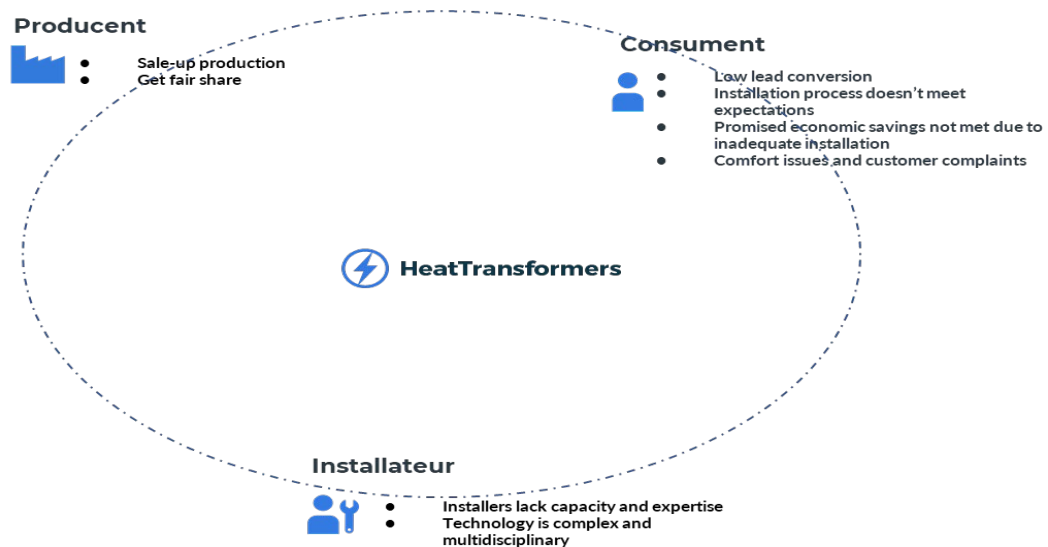 Producent
● Sale-up production
● Get fair share
Consument
● Low lead conversion
● Installation process doesn't meet
expectations
● Promised economic savings not met due to
inadequate installation
● Comfort issues and customer complaints
HeatTransformers
Installateur
● Installers lack capacity and expertise
● Technology is complex and
multidisciplinary